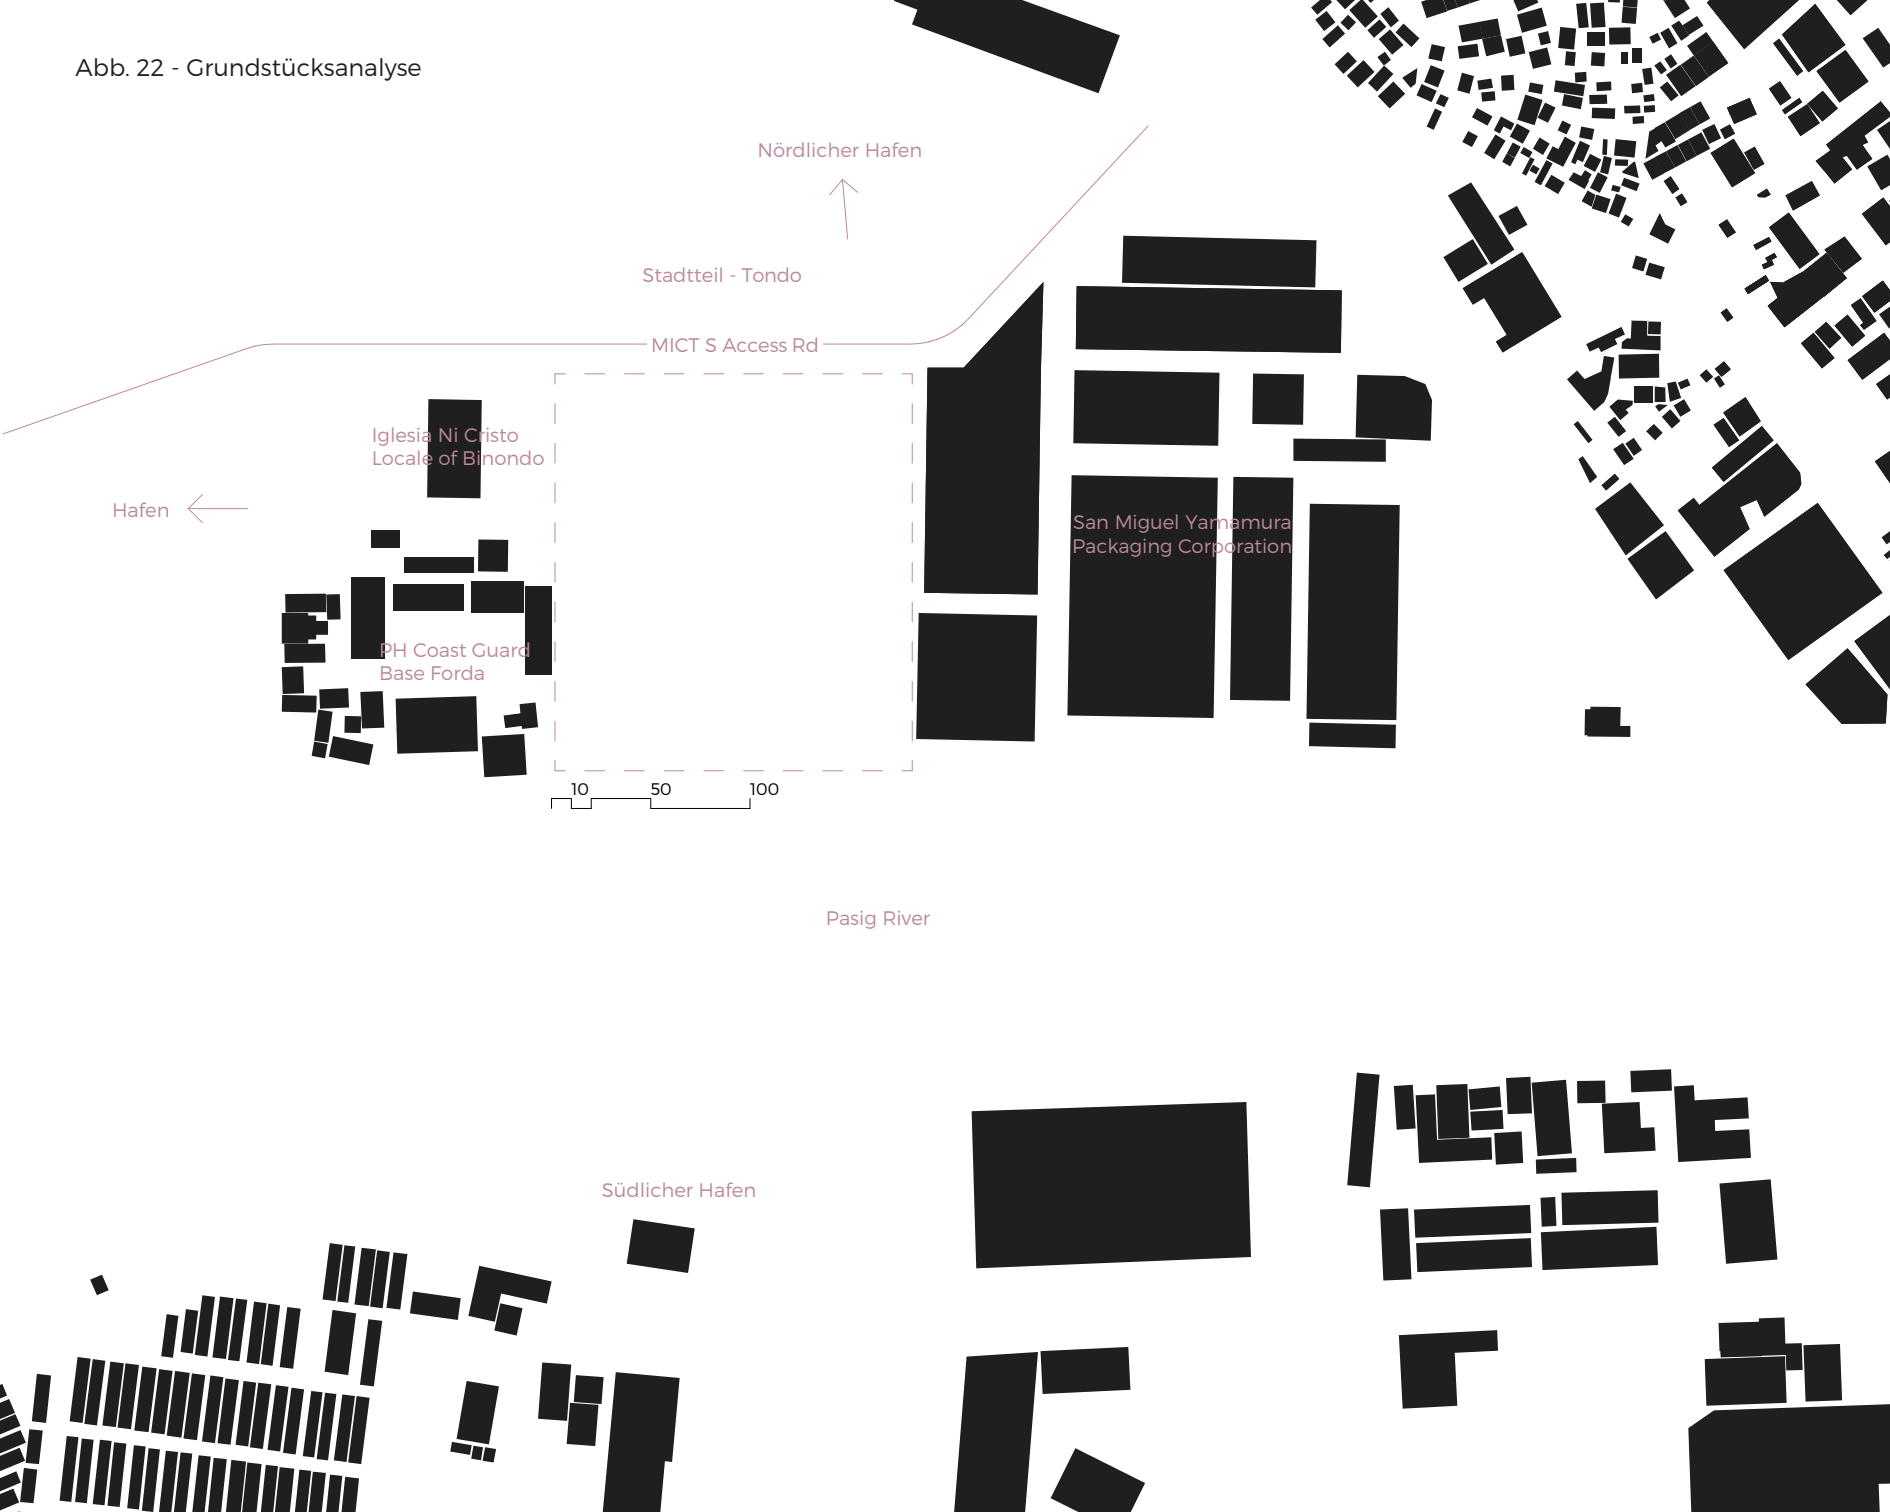 Abb. 22 - Grundstücksanalyse
Nördlicher Hafen
Stadtteil - Tondo
MICT S Access Rd
Iglesia Ni Cristo
Locale of Binondo
Hafen
San Miguel Yamamura
Packaging Corporation
PH Coast Guard
Base Forda
10 50 100
Pasig River
Südlicher Hafen